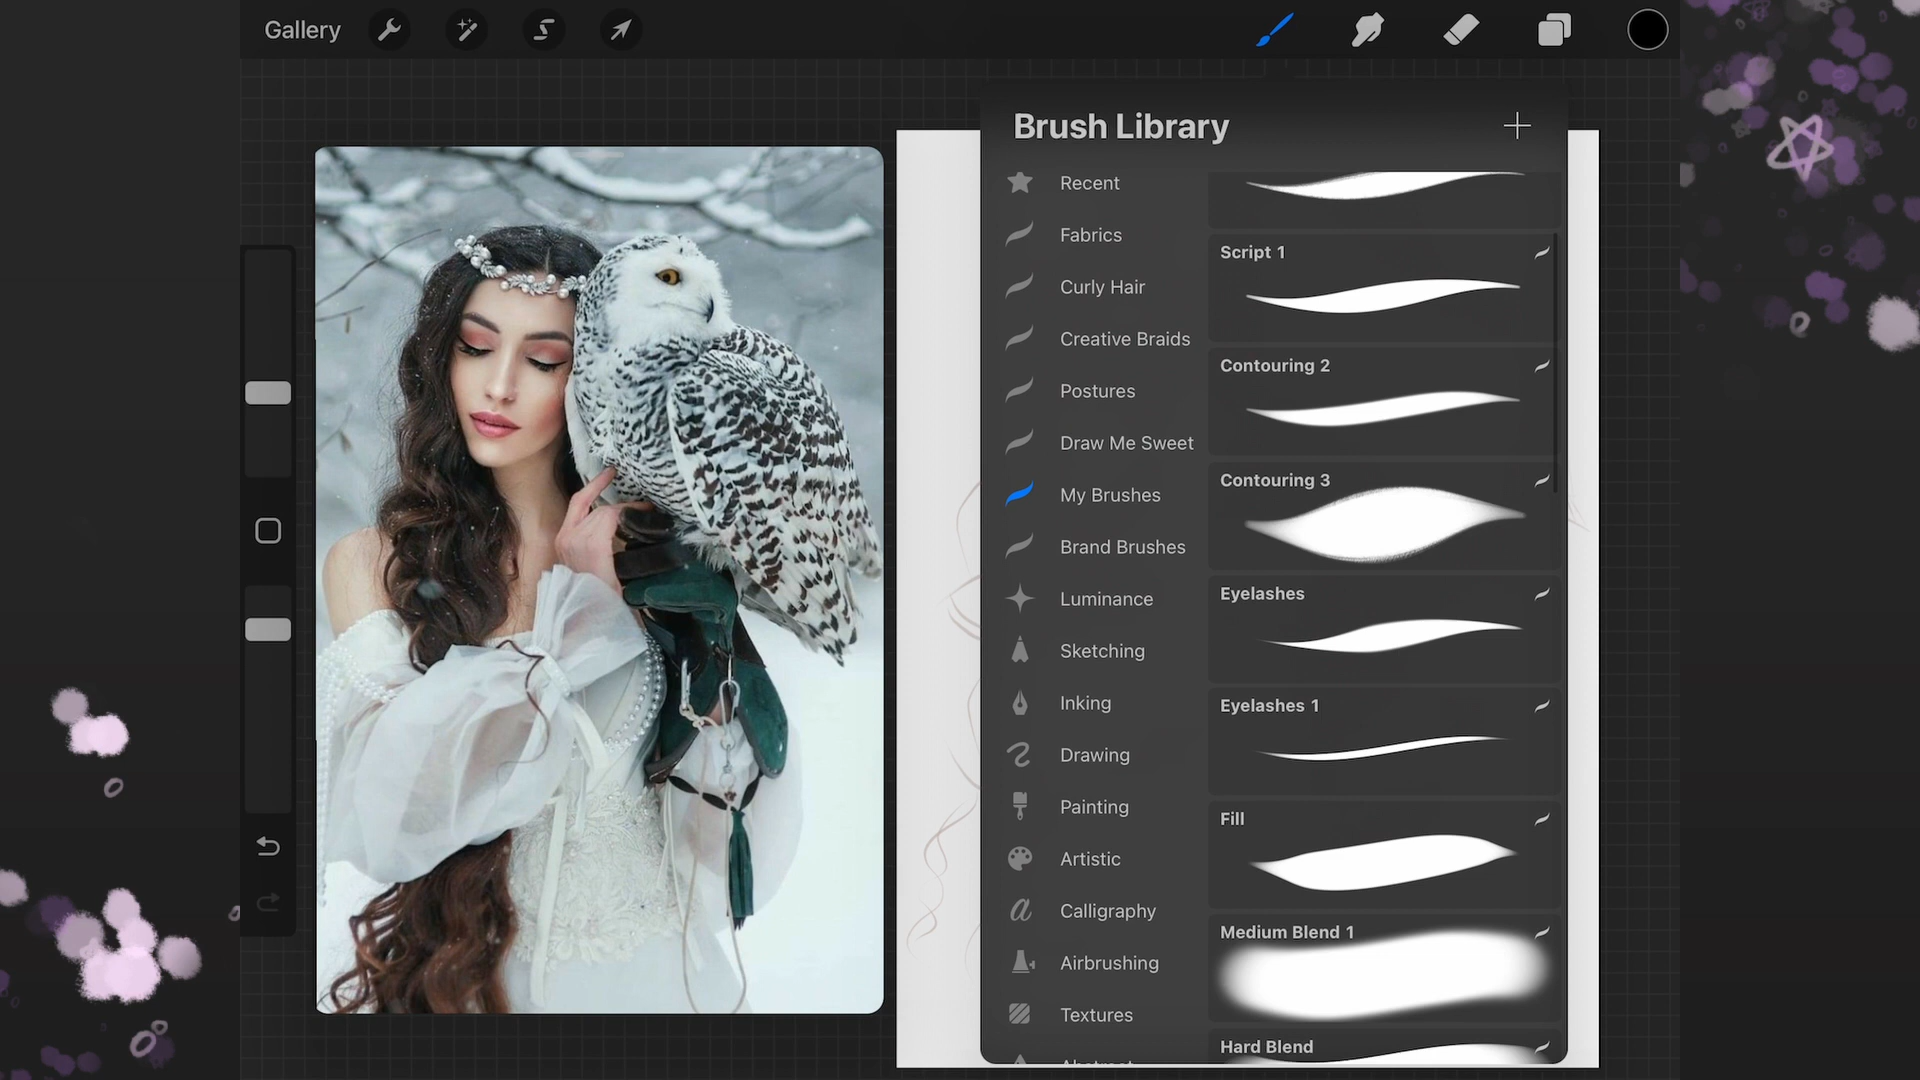 Gallery
Brush Library
Recent
Fabrics
Curly Hair
Creative Braids
Postures
Draw Me Sweet
My Brushes
Brand Brushes
Luminance
Sketching
Inking
Drawing
Painting
Artistic
Calligraphy
Airbrushing
Textures
Script 1
Contouring 2
Contouring 3
Eyelashes
Eyelashes 1
Fill
Medium Blend 1
Hard Blend